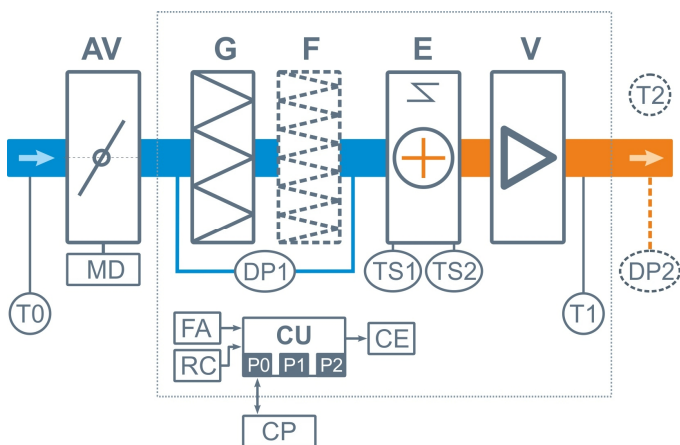 AV G F E V
T2
MD DP1 TS1 TS2 DP2
T0 T1
FA CU CE
RC P0 P1 P2
CP